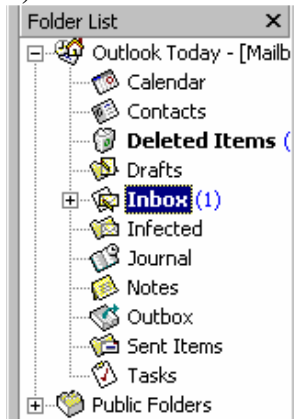 Folder List
Outlook Today - [Mailb
Calendar
Contacts
Deleted Items (
Drafts
Inbox (1)
Infected
Journal
Notes
Outbox
Sent Items
Tasks
Public Folders